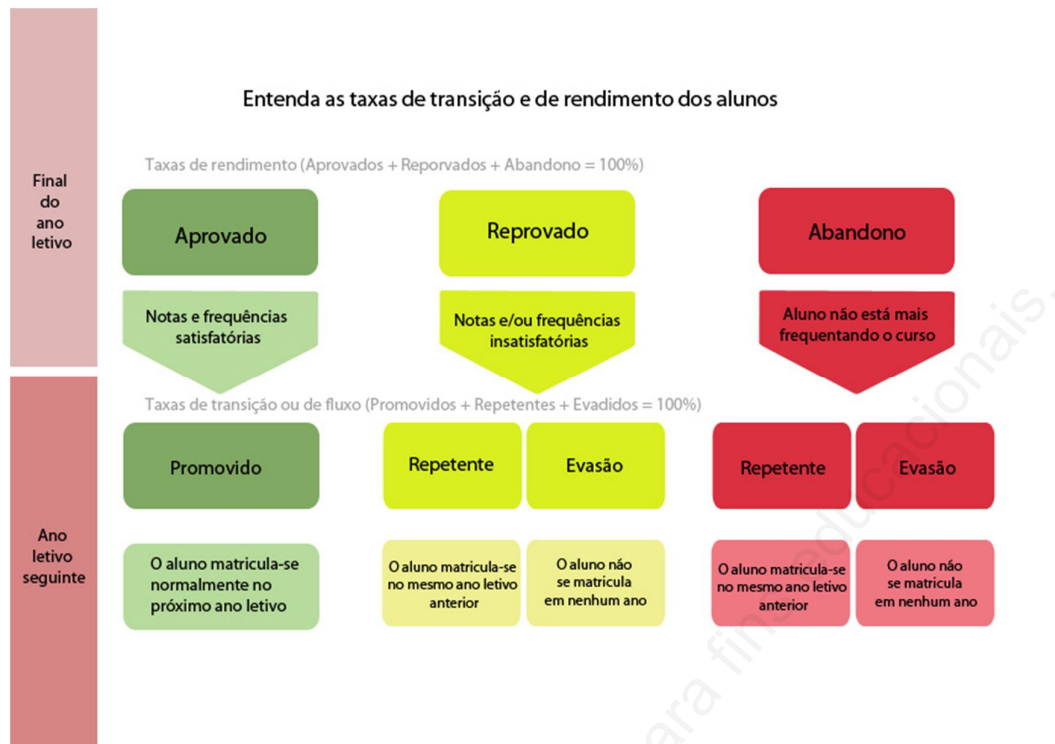 Entenda as taxas de transição e de rendimento dos alunos
Taxas de rendimento (Aprovados + Reporvados + Abandono = 100%)
Final
do
ano
letivo
Aprovado
Reprovado
Abandono
Notas e frequências
satisfatórias
Notas e/ou frequências
insatisfatórias
Aluno não está mais
frequentando o curso
Taxas de transição ou de fluxo (Promovidos + Repetentes + Evadidos = 100%)
Ano
letivo
seguinte
Promovido
Repetente
Evasão
Repetente
Evasão
O aluno matricula-se
normalmente no
próximo ano letivo
O aluno matricula-se
no mesmo ano letivo
anterior
O aluno não
se matricula
em nenhum ano
O aluno matricula-se
no mesmo ano letivo
anterior
O aluno não
se matricula
em nenhum ano
ara fins educacionais.